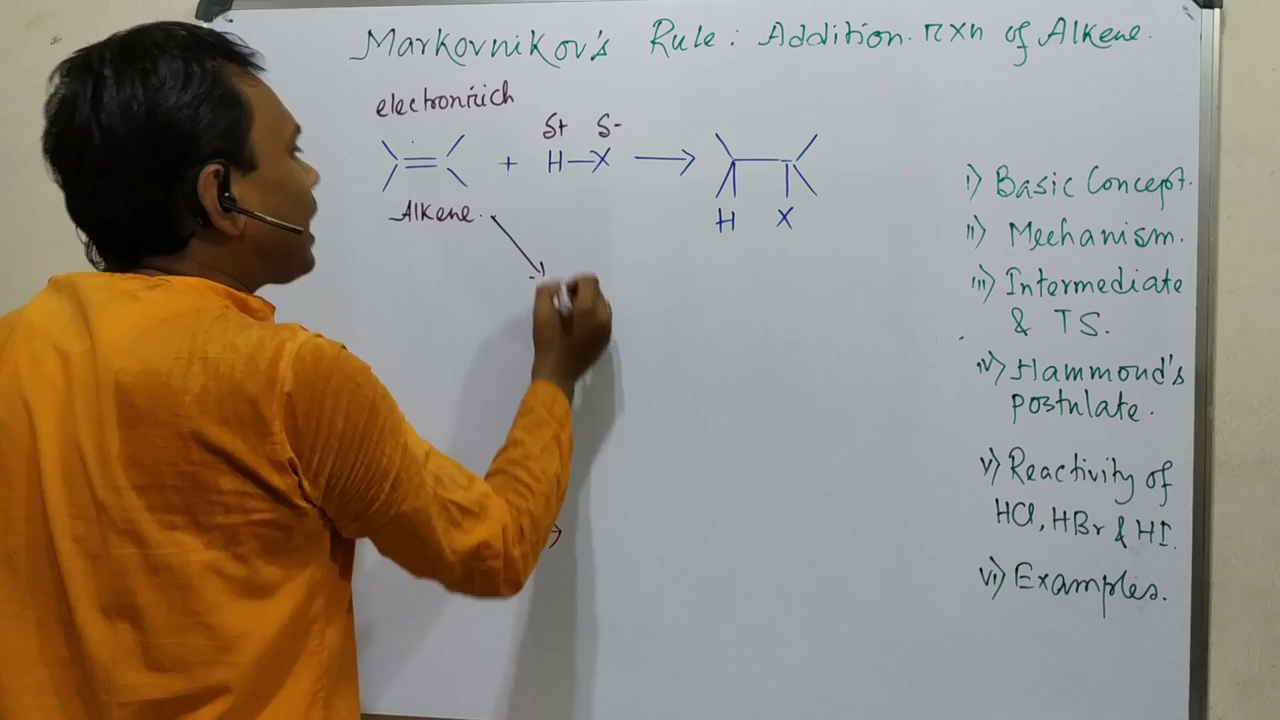 Markovnikov's Rule: Addition rxn of Alkene.
electronrich
δ+ δ-
+ H—X →
Alkene.
H X
i) Basic Concept.
ii) Mechanism.
iii) Intermediate
& TS.
iv) Hammond's
postulate.
v) Reactivity of
HCl, HBr & HI.
vi) Examples.